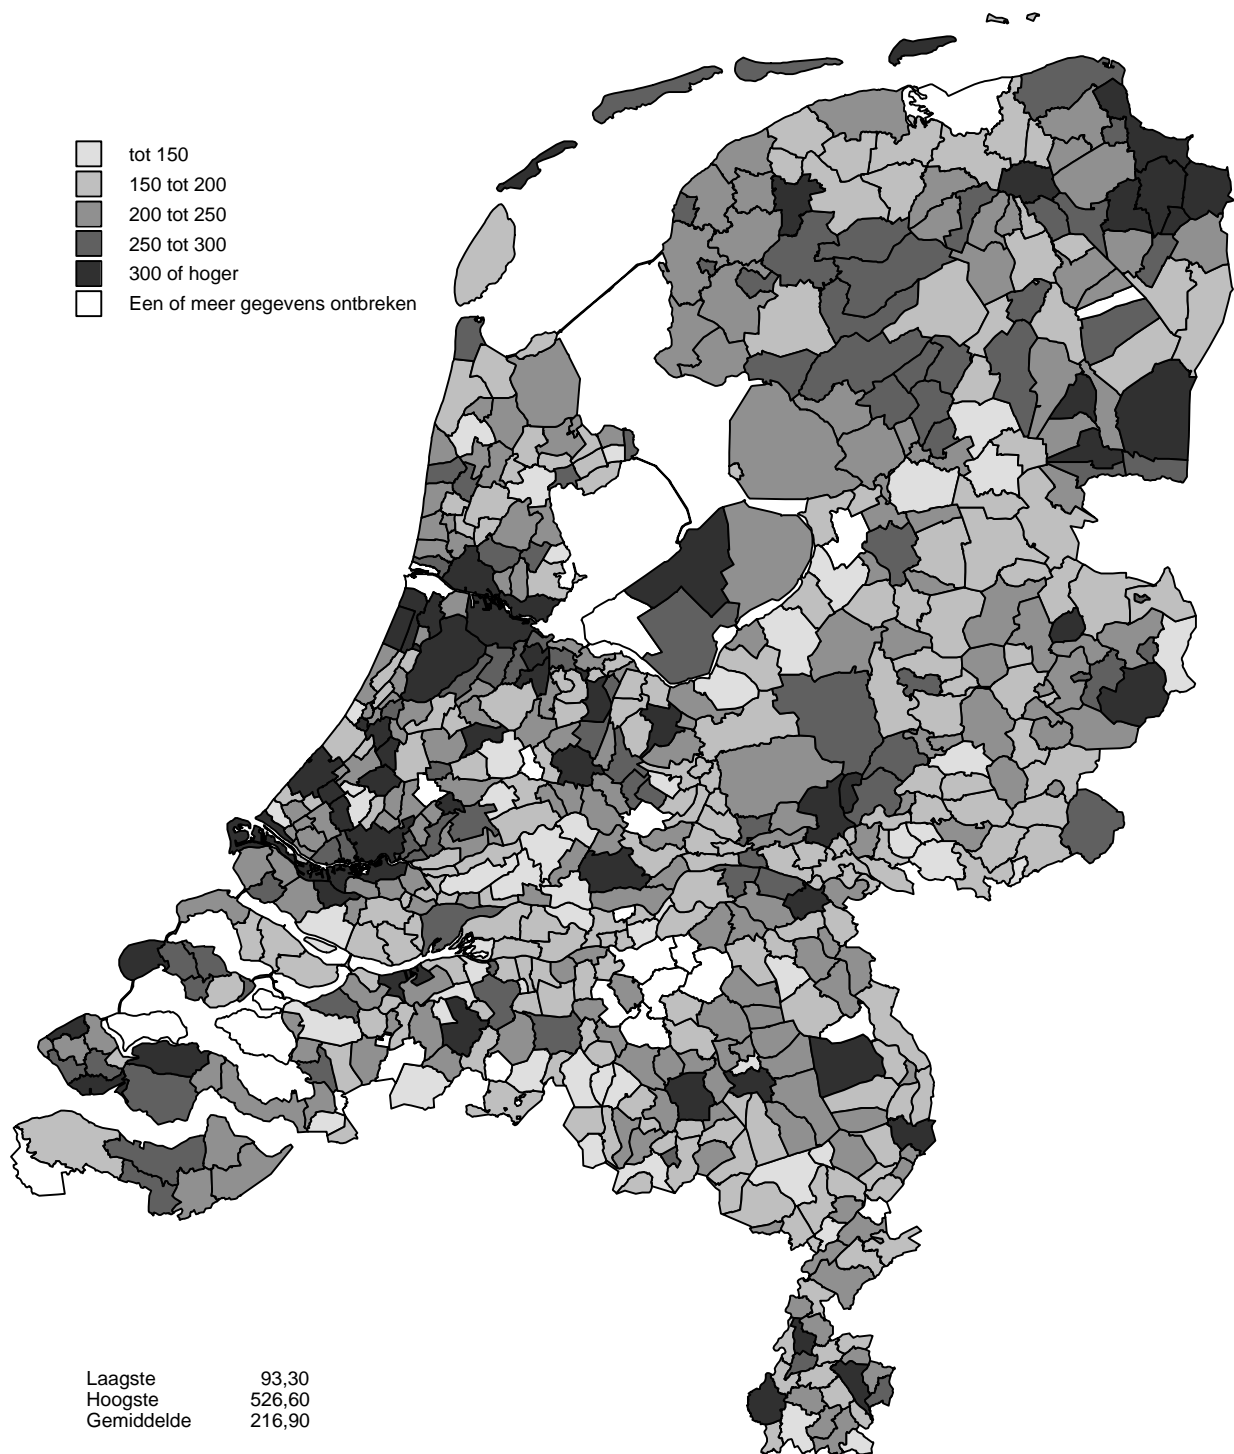 tot 150
150 tot 200
200 tot 250
250 tot 300
300 of hoger
Een of meer gegevens ontbreken
Laagste 93,30
Hoogste 526,60
Gemiddelde 216,90